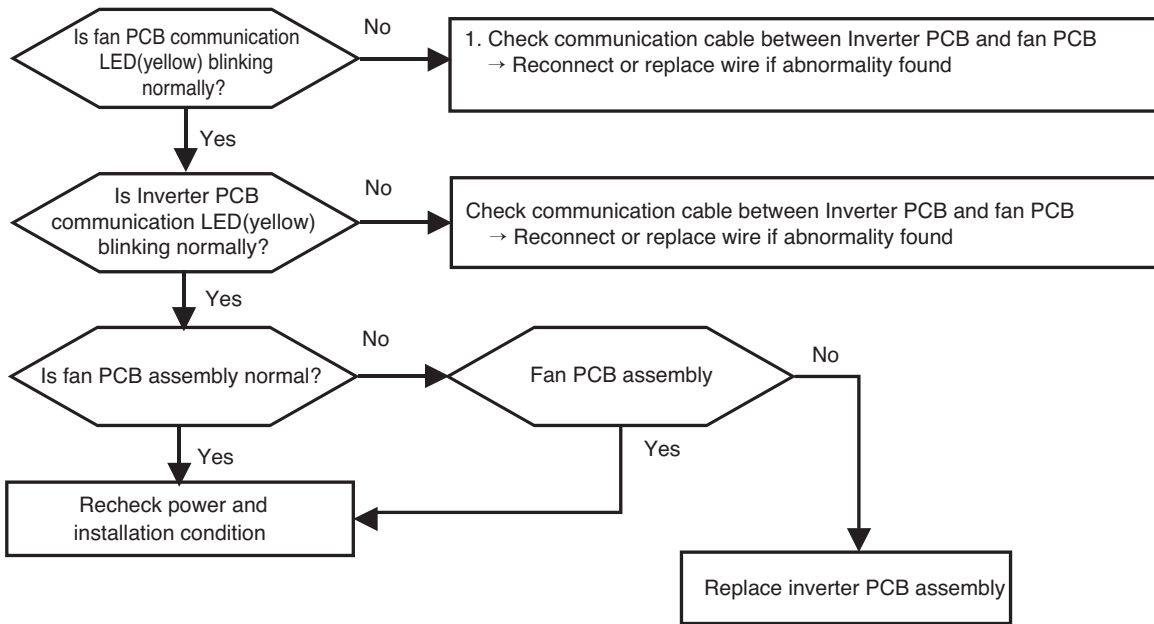 Is fan PCB communication
LED(yellow) blinking
normally?
No
1. Check communication cable between Inverter PCB and fan PCB
→ Reconnect or replace wire if abnormality found
Yes
Is Inverter PCB
communication LED(yellow)
blinking normally?
No
Check communication cable between Inverter PCB and fan PCB
→ Reconnect or replace wire if abnormality found
Yes
Is fan PCB assembly normal?
No
Fan PCB assembly
No
Yes
Yes
Recheck power and
installation condition
Replace inverter PCB assembly